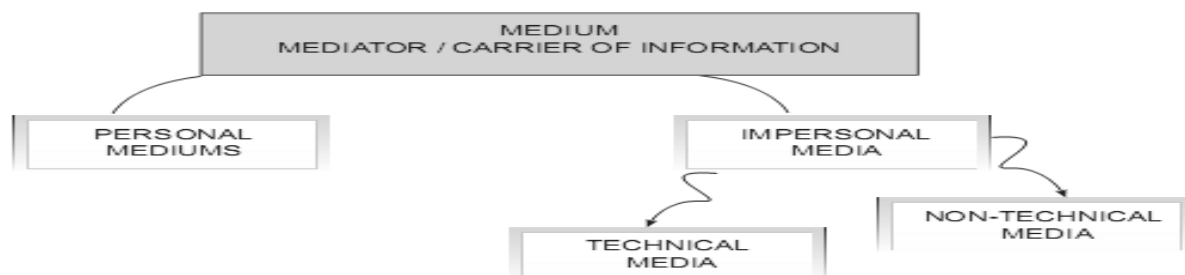 MEDIUM
MEDIATOR / CARRIER OF INFORMATION
PERSONAL
MEDIUMS
IMPERSONAL
MEDIA
TECHNICAL
MEDIA
NON-TECHNICAL
MEDIA